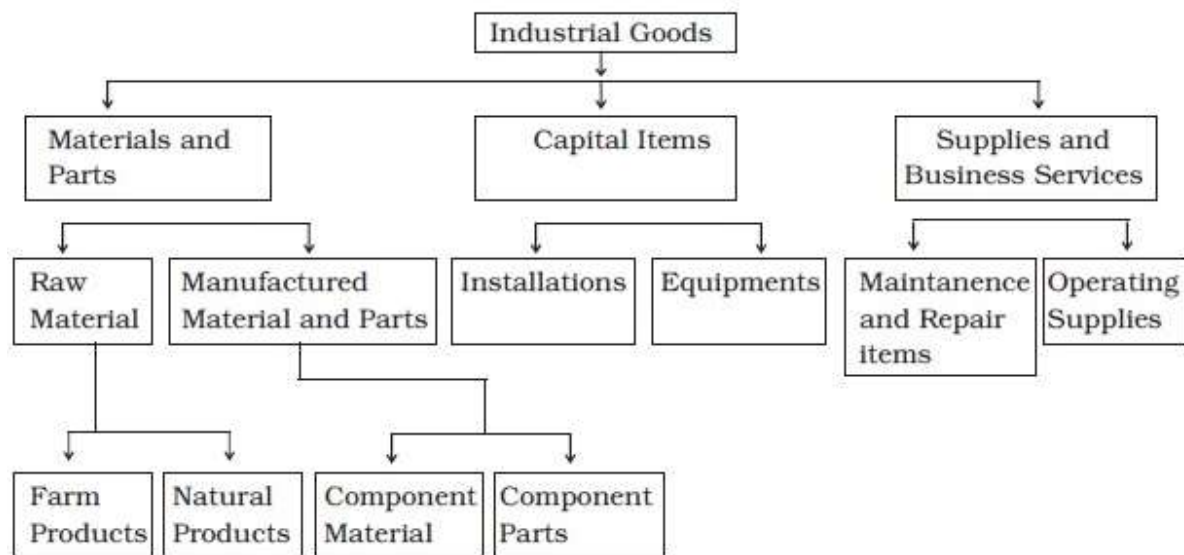 Industrial Goods
Materials and
Parts
Capital Items
Supplies and
Business Services
Raw
Material
Manufactured
Material and Parts
Installations
Equipments
Maintanence
and Repair
items
Operating
Supplies
Farm
Products
Natural
Products
Component
Material
Component
Parts